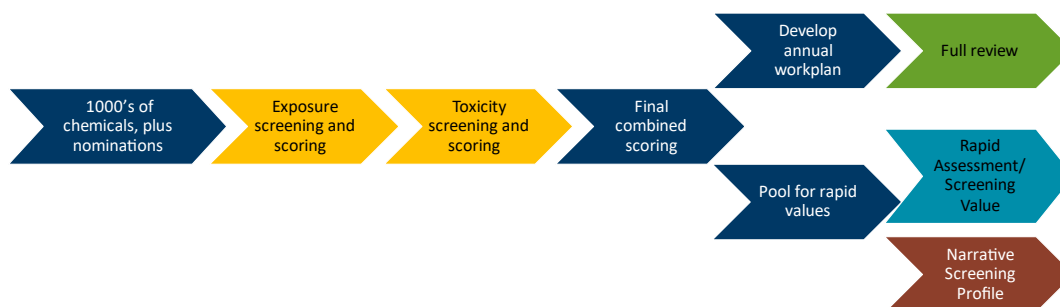 1000's of
chemicals, plus
nominations
Exposure
screening and
scoring
Toxicity
screening and
scoring
Final
combined
scoring
Develop
annual
workplan
Full review
Pool for rapid
values
Rapid
Assessment/
Screening
Value
Narrative
Screening
Profile